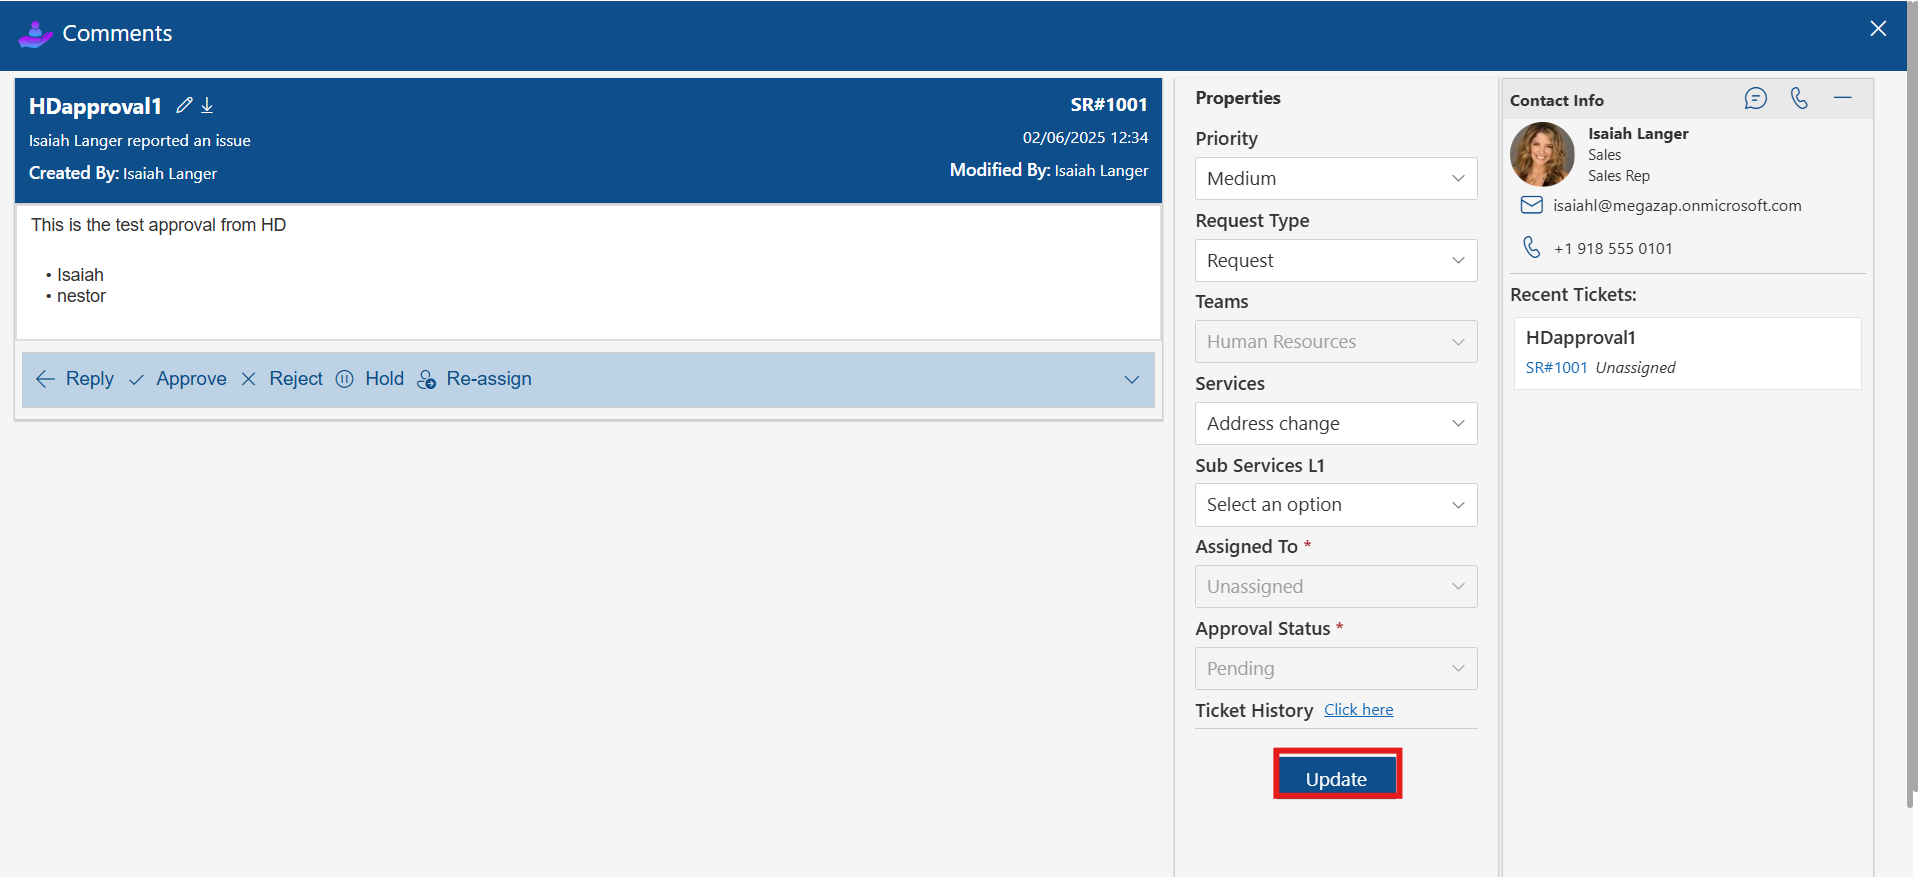 Comments
HDapproval1
SR#1001
Isaiah Langer reported an issue
02/06/2025 12:34
Created By: Isaiah Langer
Modified By: Isaiah Langer
This is the test approval from HD
• Isaiah
• nestor
Reply Approve Reject Hold Re-assign
Properties
Priority
Medium
Request Type
Request
Teams
Human Resources
Services
Address change
Sub Services L1
Select an option
Assigned To *
Unassigned
Approval Status *
Pending
Ticket History Click here
Update
Contact Info
Isaiah Langer
Sales
Sales Rep
isaiahl@megazap.onmicrosoft.com
+1 918 555 0101
Recent Tickets:
HDapproval1
SR#1001 Unassigned